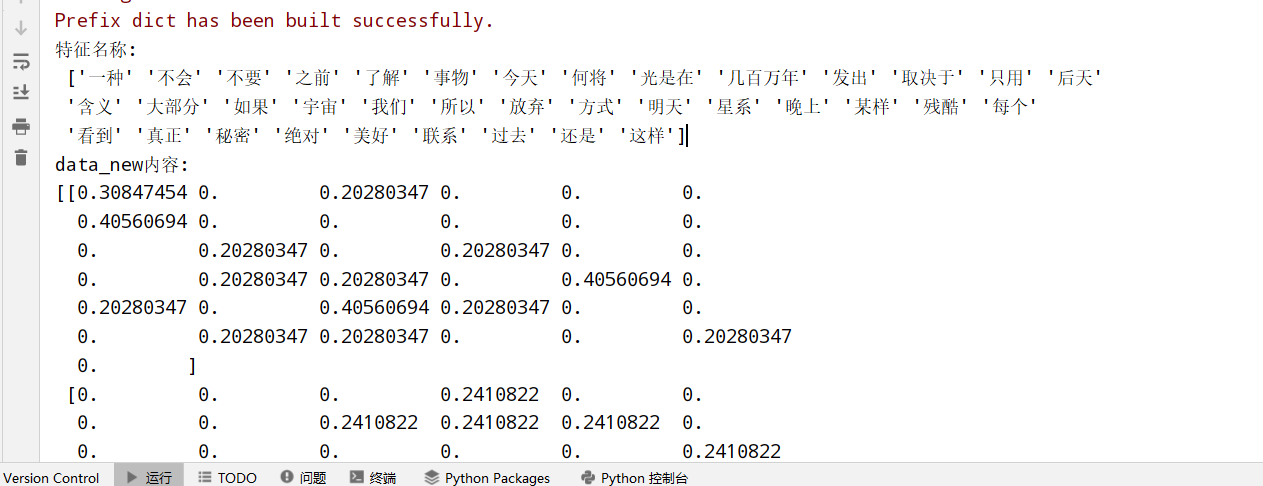 Prefix dict has been built successfully.
特征名称:
['一种' '不会' '不要' '之前' '了解' '事物' '今天' '何将' '光是在' '几百万年' '发出' '取决于' '只用' '后天'
'含义' '大部分' '如果' '宇宙' '我们' '所以' '放弃' '方式' '明天' '星系' '晚上' '某样' '残酷' '每个'
'看到' '真正' '秘密' '绝对' '美好' '联系' '过去' '还是' '这样']
data_new内容:
[[0.30847454 0. 0.20280347 0. 0. 0.
0.40560694 0. 0. 0. 0. 0.
0. 0.20280347 0. 0.20280347 0. 0.
0. 0.20280347 0.20280347 0. 0.40560694 0.
0.20280347 0. 0.40560694 0.20280347 0. 0.
0. 0.20280347 0.20280347 0. 0. 0.20280347
0. ]
[0. 0. 0. 0.2410822 0. 0.
0. 0. 0.2410822 0.2410822 0.2410822 0.
0. 0. 0. 0. 0. 0.2410822
Version Control 运行 TODO 问题 终端 Python Packages Python 控制台